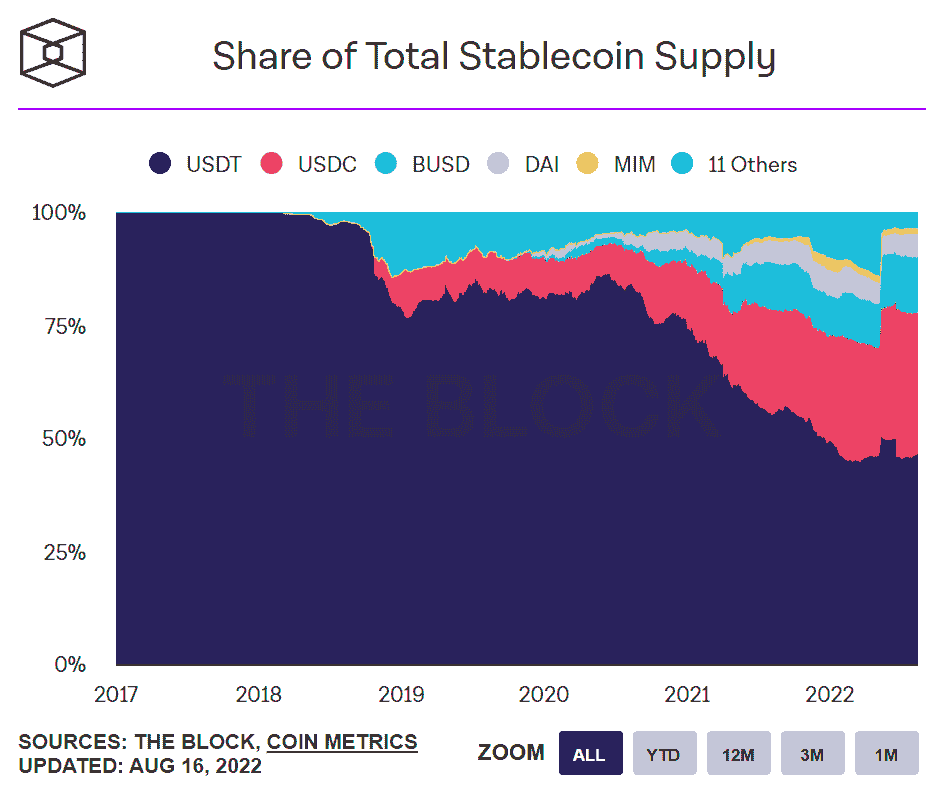 Share of Total Stablecoin Supply
USDT USDC BUSD DAI MIM 11 Others
100%
75%
THE BLOCK
50%
25%
0%
2017 2018 2019 2020 2021 2022
SOURCES: THE BLOCK, COIN METRICS
UPDATED: AUG 16, 2022
ZOOM ALL YTD 12M 3M 1M